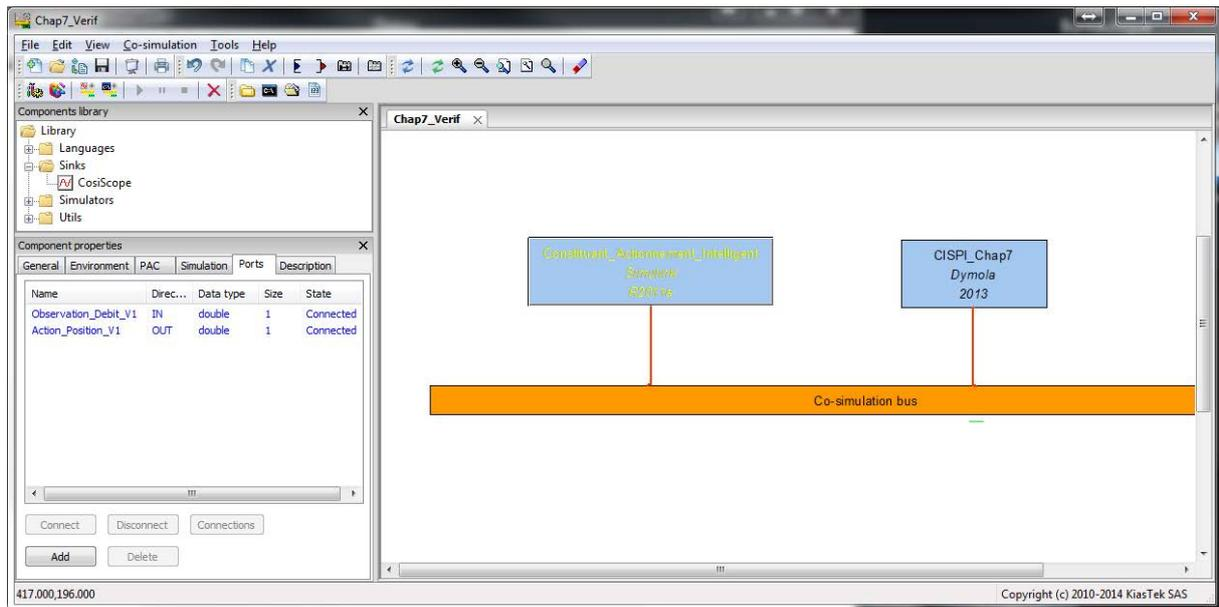 Chap7_Verif
File Edit View Co-simulation Tools Help
Components library
Library
Languages
Sinks
CosiScope
Simulators
Utils
Component properties
General Environment PAC Simulation Ports Description
Name Direc... Data type Size State
Observation_Debit_V1 IN double 1 Connected
Action_Position_V1 OUT double 1 Connected
Connect Disconnect Connections
Add Delete
417.000,196.000
Chap7_Verif
Constituant_Actionnement_Intelligent
Simulink
CISPI_Chap7
Dymola
2013
Co-simulation bus
Copyright (c) 2010-2014 KiasTek SAS